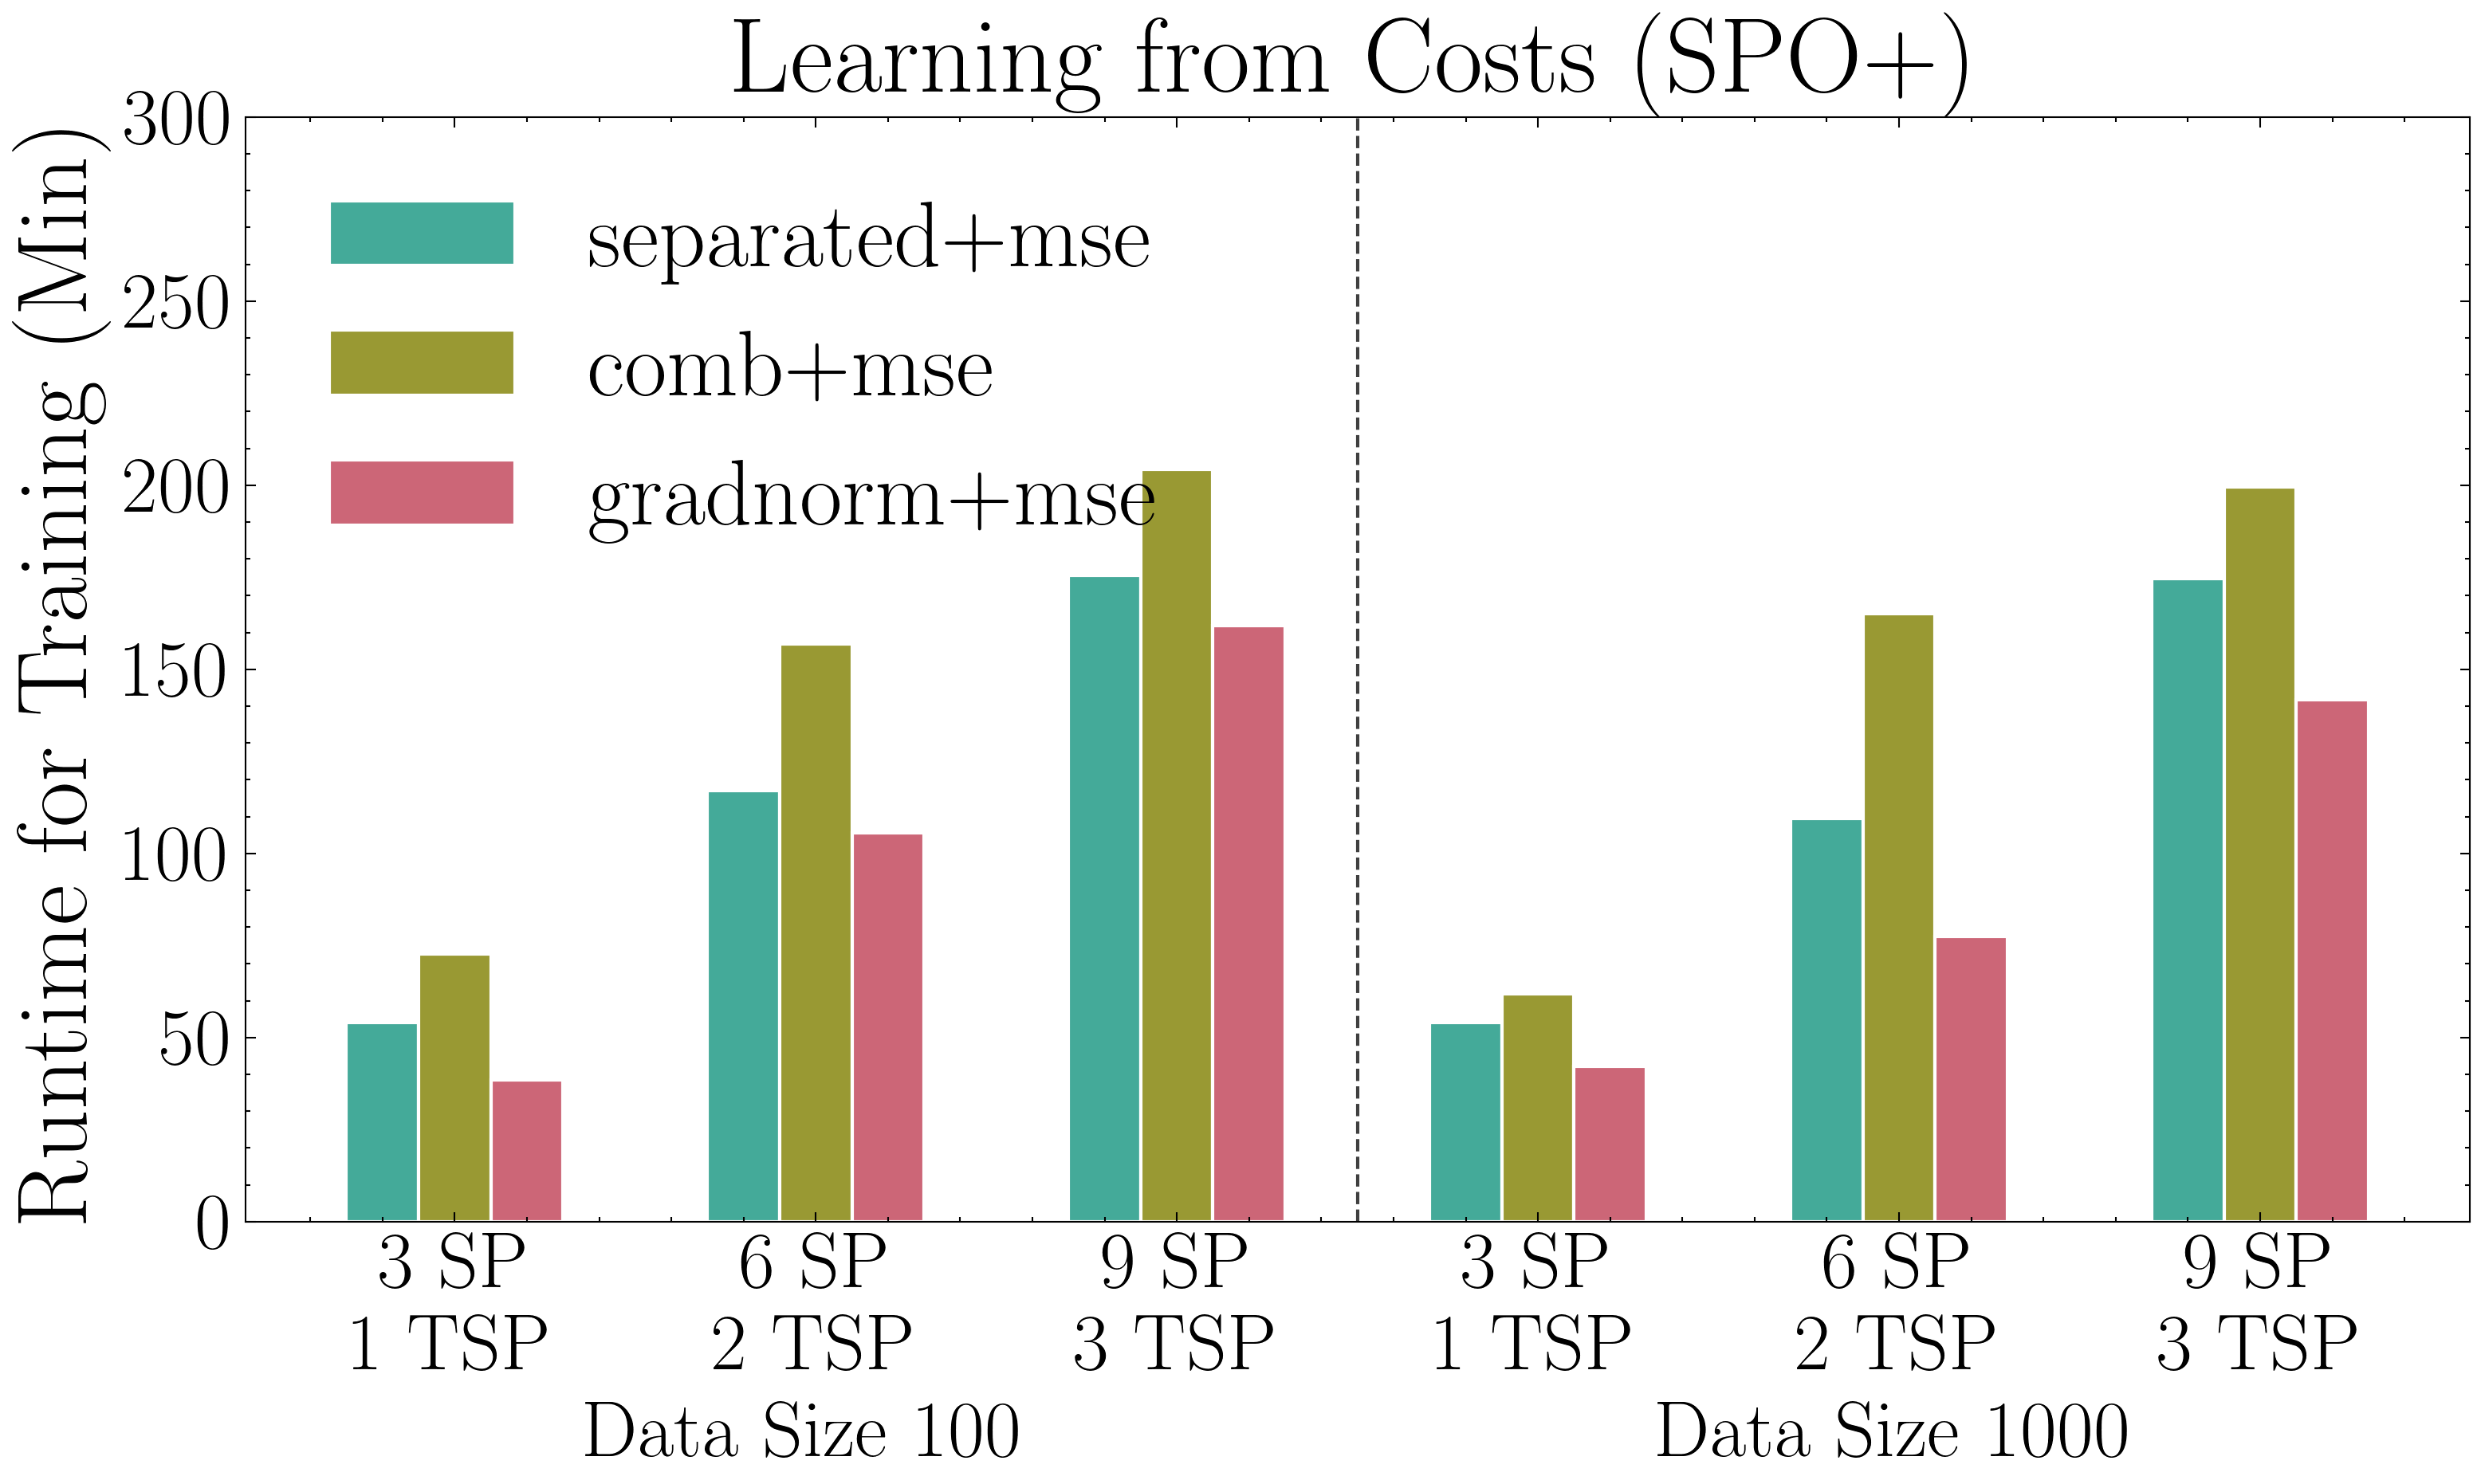 Learning from Costs (SPO+)
Runtime for Training (Min)
300
250
200
150
100
50
0
separated+mse
comb+mse
gradnorm+mse
3 SP 6 SP 9 SP 3 SP 6 SP 9 SP
1 TSP 2 TSP 3 TSP 1 TSP 2 TSP 3 TSP
Data Size 100 Data Size 1000